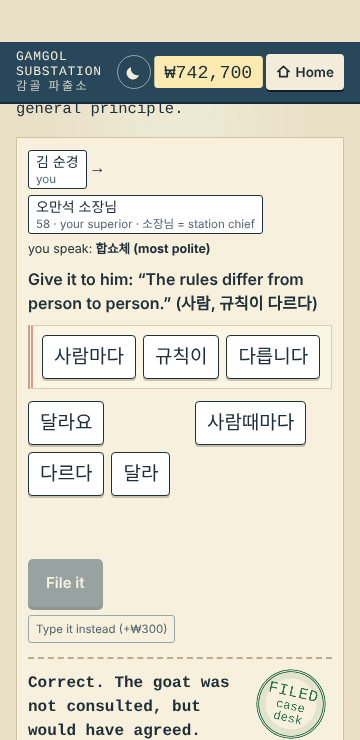 GAMGOL
SUBSTATION
감골 파출소
₩742,700
Home
general principle.
김 순경
you
→
오만석 소장님
58 · your superior · 소장님 = station chief
you speak: 합쇼체 (most polite)
Give it to him: “The rules differ from
person to person.” (사람, 규칙이 다르다)
사람마다 규칙이 다릅니다
달라요 사람때마다
다르다 달라
File it
Type it instead (+₩300)
Correct. The goat was
not consulted, but
would have agreed.
FILED
case
desk